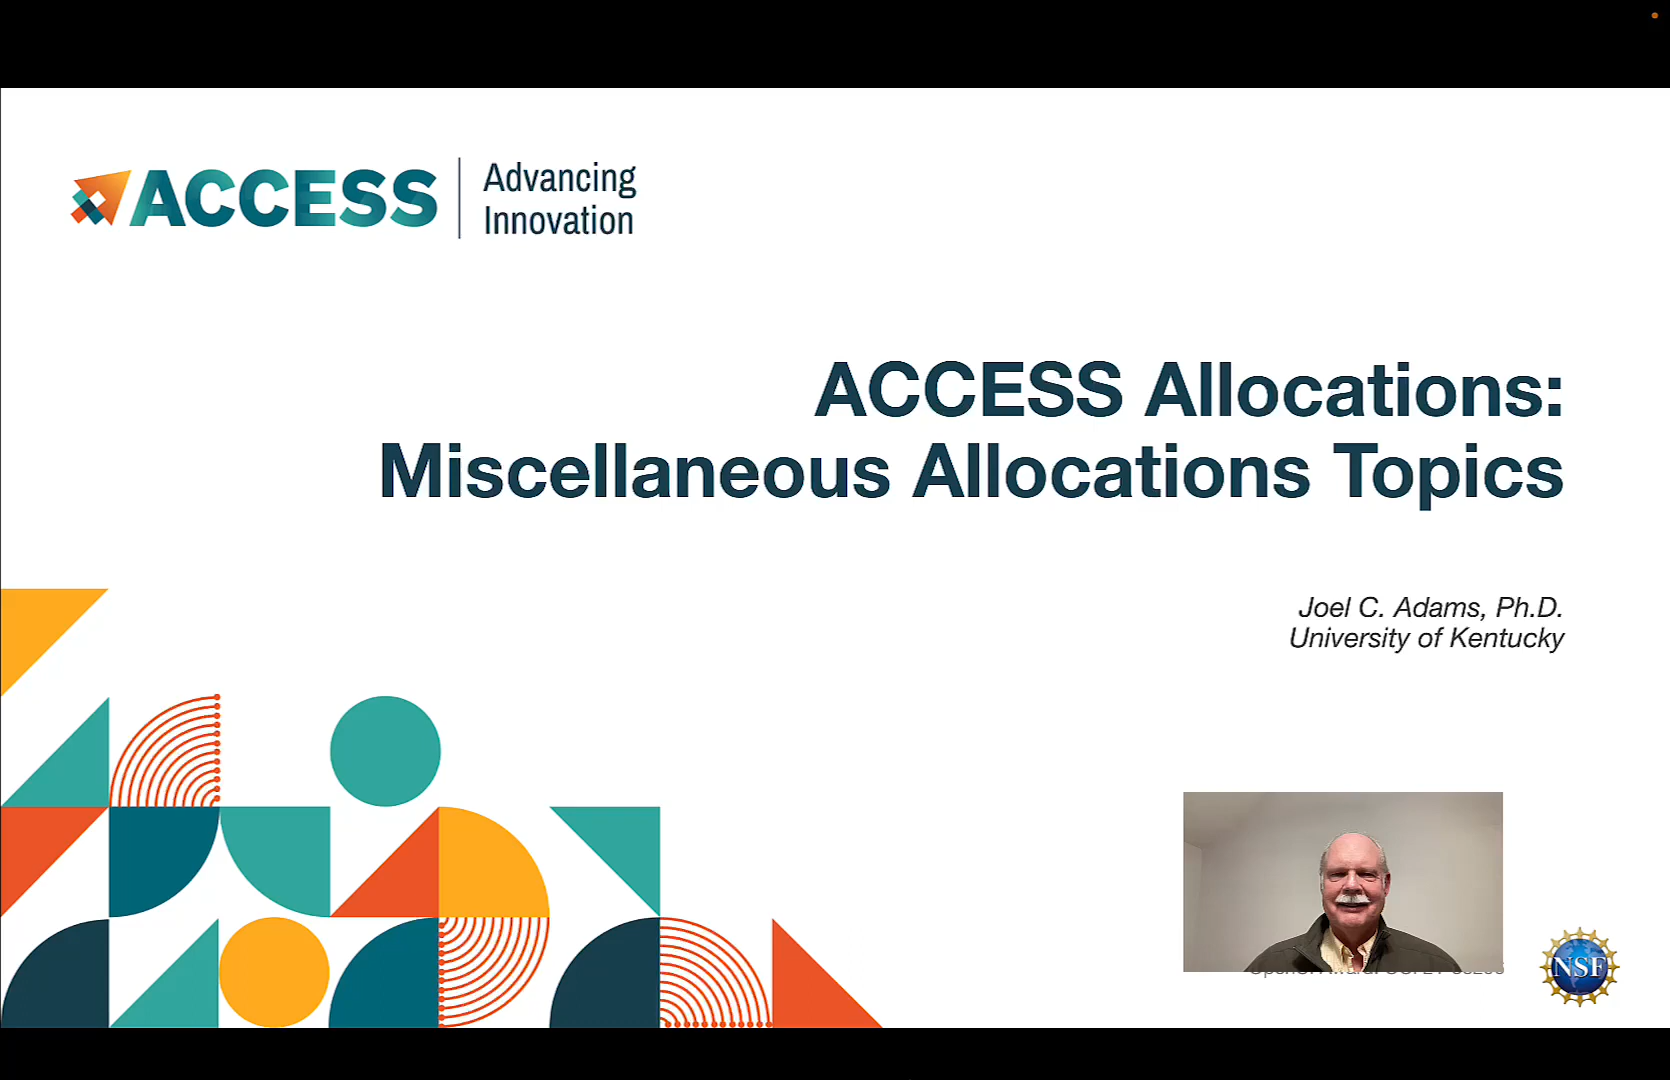 ACCESS
Advancing
Innovation
ACCESS Allocations:
Miscellaneous Allocations Topics
Joel C. Adams, Ph.D.
University of Kentucky
NSF